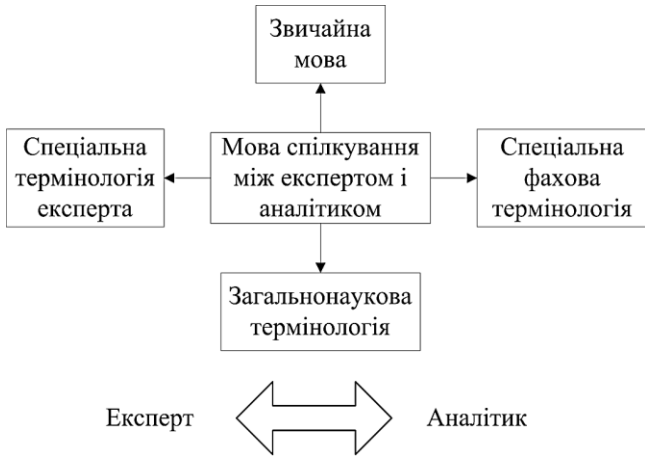 Звичайна
мова
Спеціальна
термінологія
експерта
Мова спілкування
між експертом і
аналітиком
Спеціальна
фахова
термінологія
Загальнонаукова
термінологія
Експерт
Аналітик